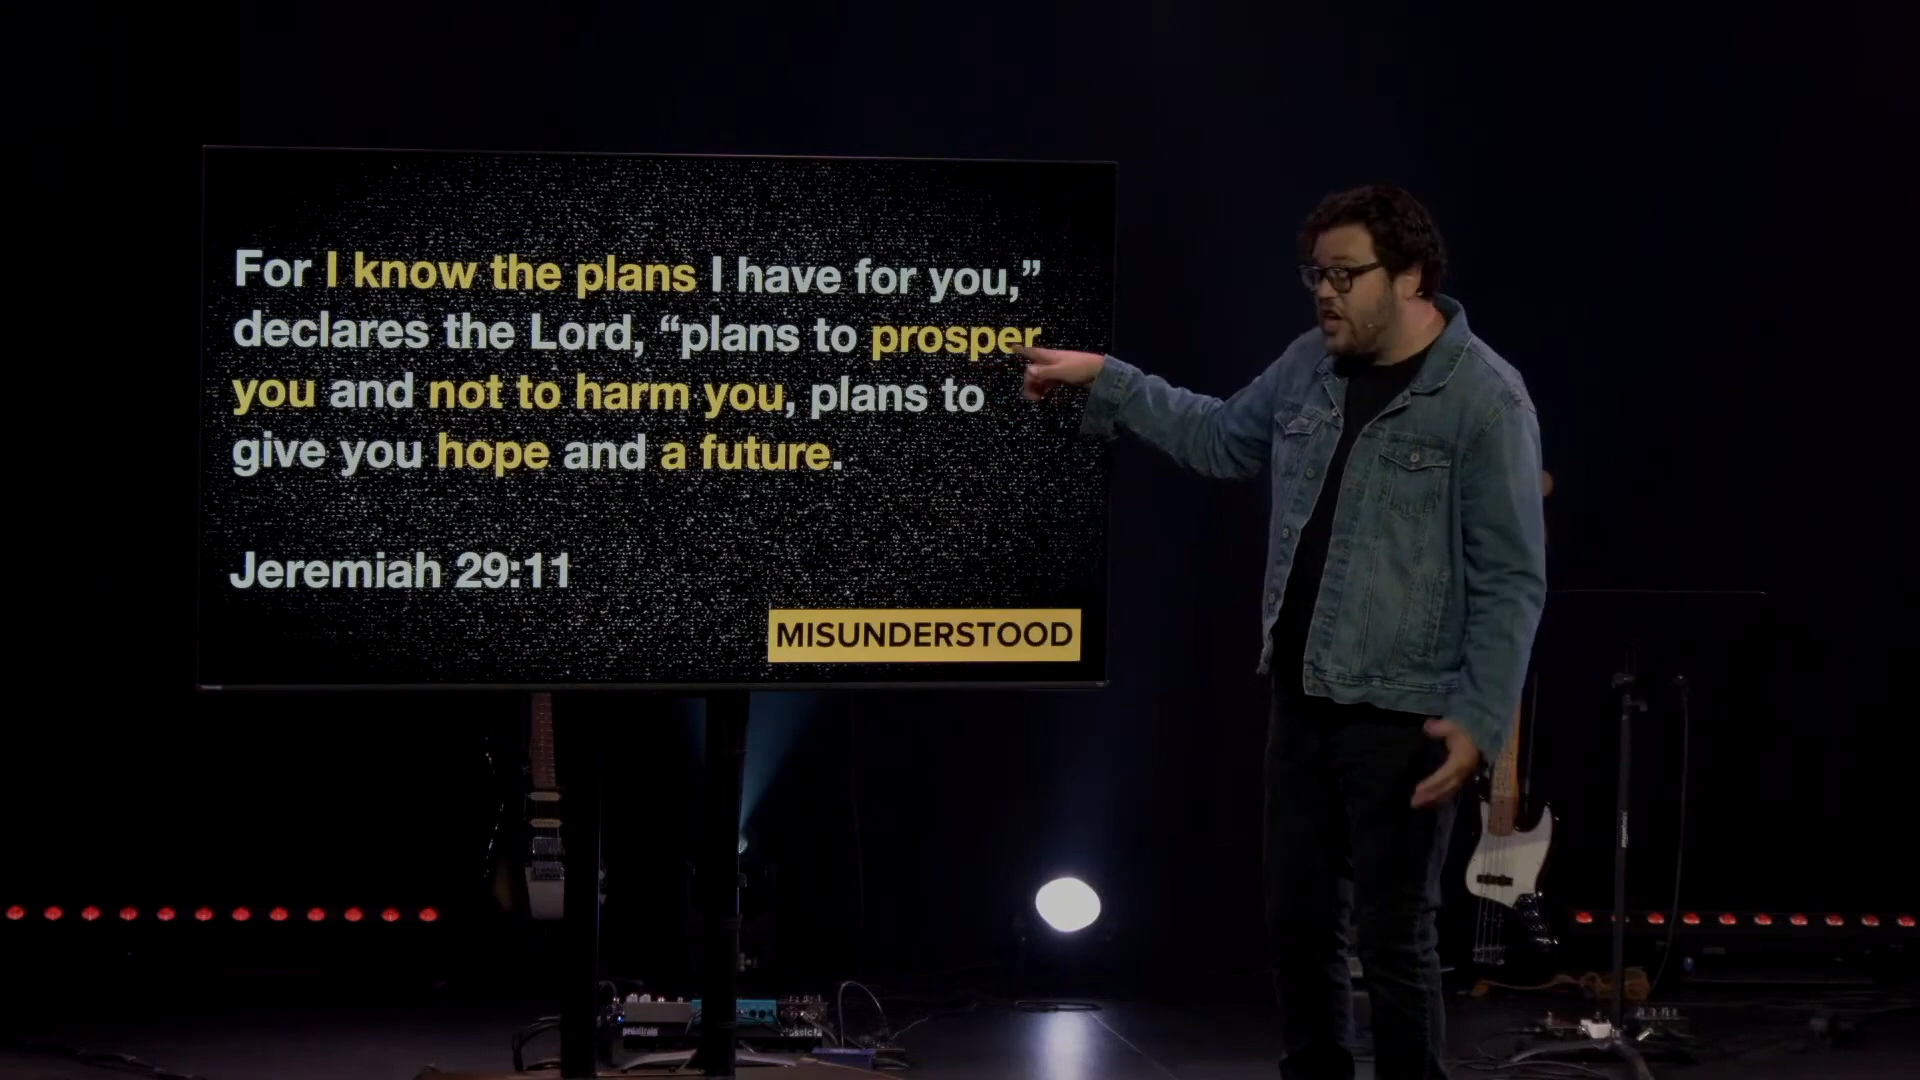 For I know the plans I have for you,”
declares the Lord, “plans to prosper
you and not to harm you, plans to
give you hope and a future.
Jeremiah 29:11
MISUNDERSTOOD
pedaltrain